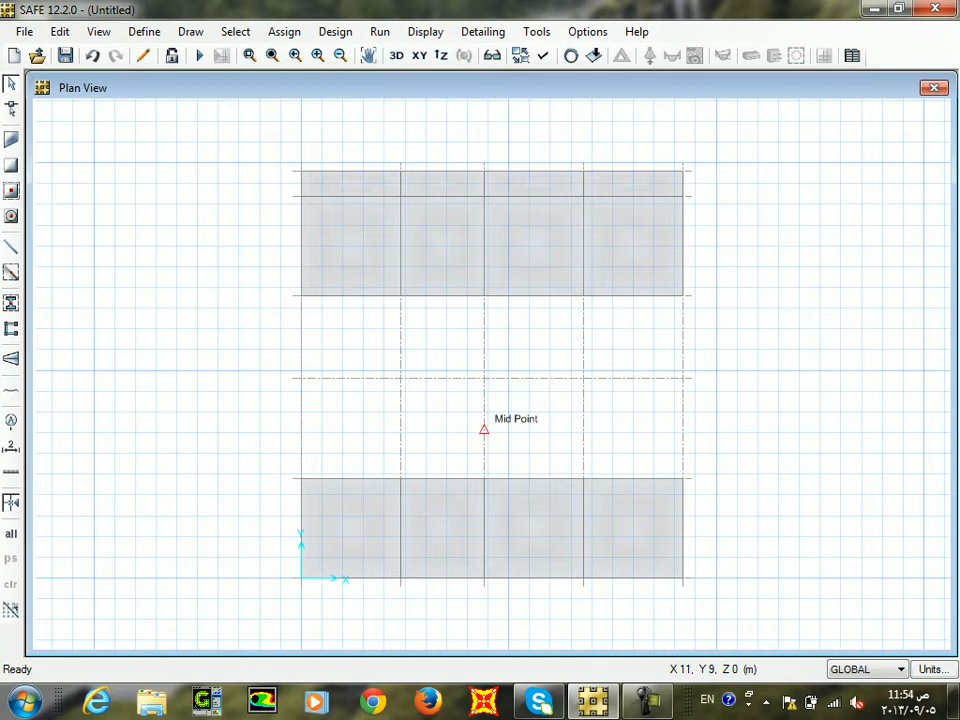 SAFE 12.2.0 - (Untitled)
File Edit View Define Draw Select Assign Design Run Display Detailing Tools Options Help
3D XY 1Z
Plan View
Mid Point
Y
X
2
all
ps
clr
Ready
X 11, Y 9, Z 0 (m)
GLOBAL
Units...
EN
11:54 ص
٢٠١٣/٠٩/٠٥